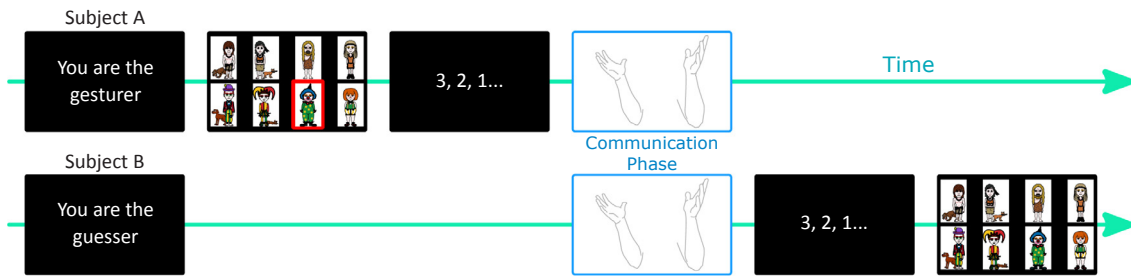 Subject A
You are the
gesturer
3, 2, 1...
Time
Communication
Phase
Subject B
You are the
guesser
3, 2, 1...